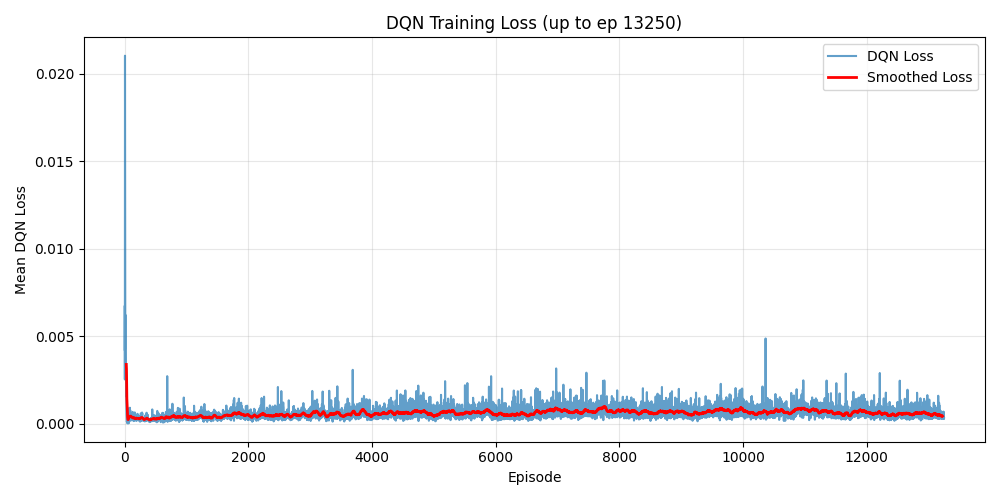 DQN Training Loss (up to ep 13250)
DQN Loss
Smoothed Loss
Mean DQN Loss
0.020
0.015
0.010
0.005
0.000
0
2000
4000
6000
8000
10000
12000
Episode